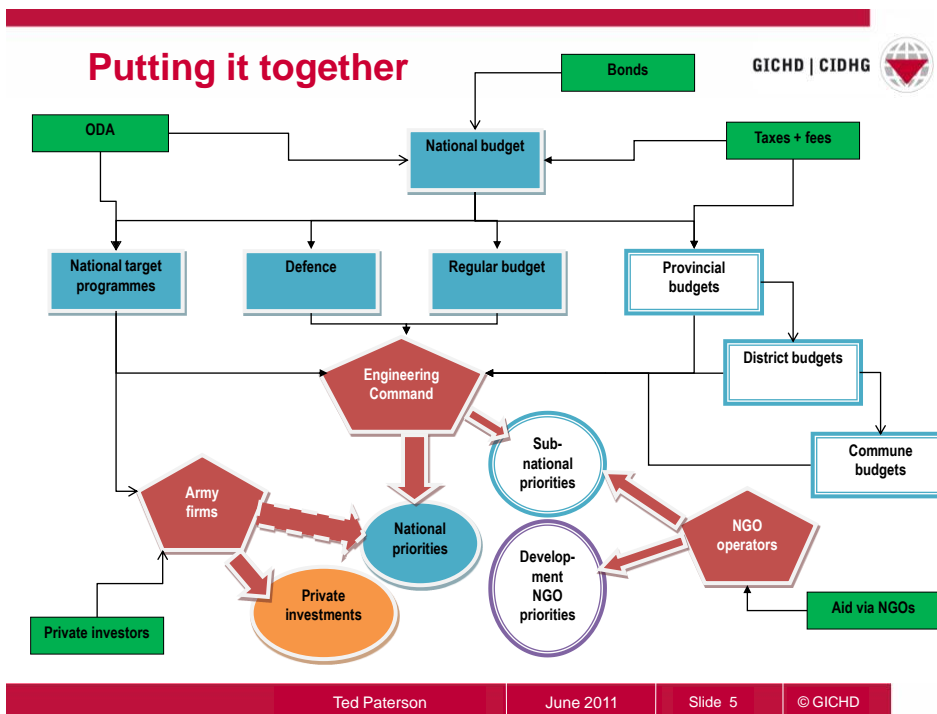 Putting it together
Bonds
GICHD | CIDHG
ODA
National budget
Taxes + fees
National target
programmes
Defence
Regular budget
Provincial
budgets
District budgets
Engineering
Command
Commune
budgets
Sub-
national
priorities
Army
firms
National
priorities
NGO
operators
Develop-
ment
NGO
priorities
Private
investments
Private investors
Aid via NGOs
Ted Paterson
June 2011
Slide 5
© GICHD